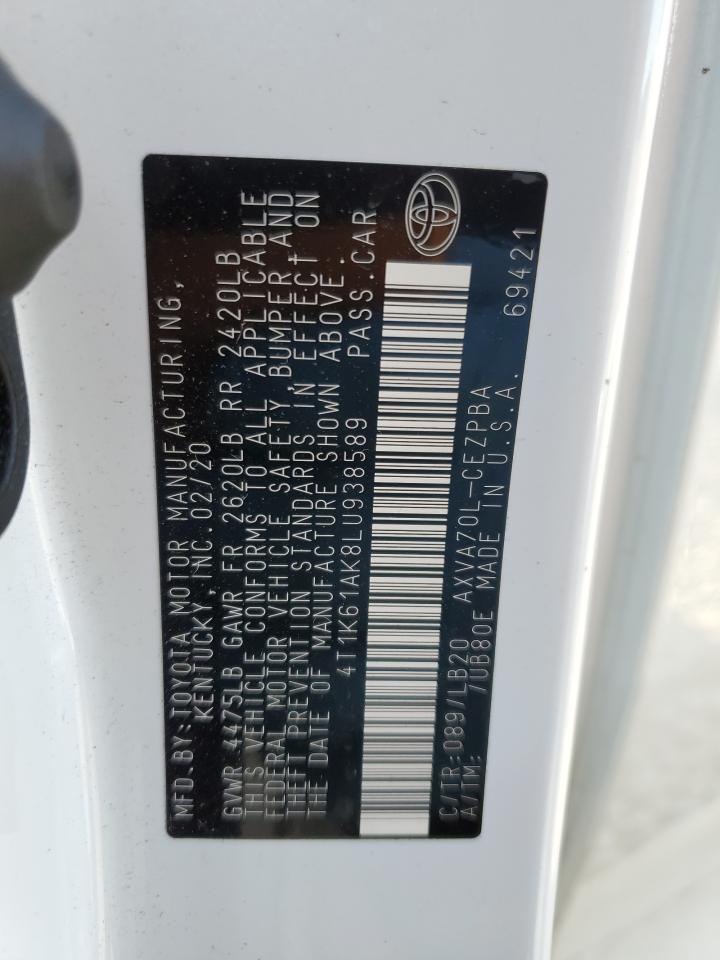 MFD.BY:TOYOTA MOTOR MANUFACTURING,
KENTUCKY,INC 02/20
GVWR 4475LB GAWR FR 2620LB RR 2420LB
THIS VEHICLE CONFORMS TO ALL APPLICABLE
FEDERAL MOTOR VEHICLE SAFETY,BUMPER AND
THEFT PREVENTION STANDARDS IN EFFECT ON
THE DATE OF MANUFACTURE SHOWN ABOVE.
4T1K61AK8LU938589 PASS.CAR
C/TR:089/LB20 AXVA70L-CEZPBA
A/TM: /UB80E MADE IN U.S.A. 69421